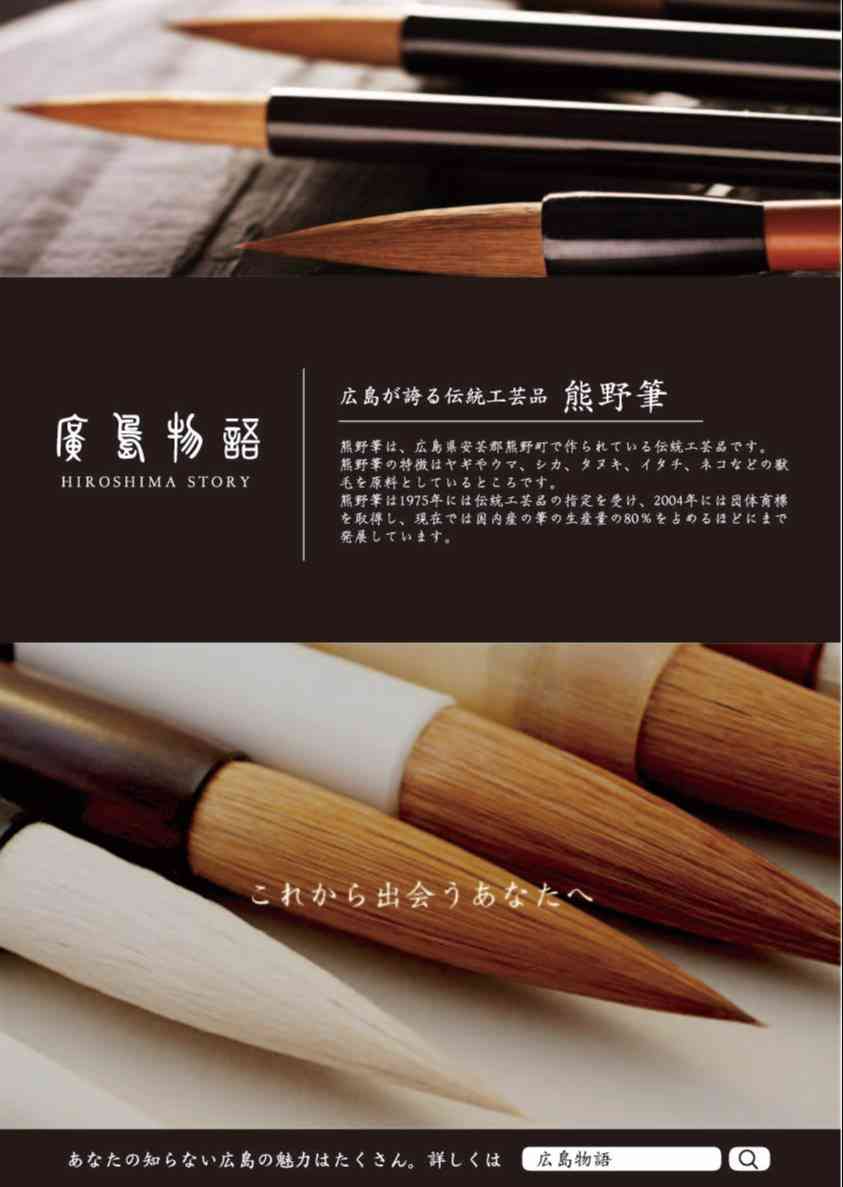 廣島物語
HIROSHIMA STORY
広島が誇る伝統工芸品 熊野筆
熊野筆は、広島県安芸郡熊野町で作られている伝統工芸品です。
熊野筆の特徴はヤギやウマ、シカ、タヌキ、イタチ、ネコなどの獣
毛を原料としているところです。
熊野筆は1975年には伝統工芸品の指定を受け、2004年には団体商標
を取得し、現在では国内産の筆の生産量の80%を占めるほどにまで
発展しています。
これから出会うあなたへ
あなたの知らない広島の魅力はたくさん。詳しくは 広島物語